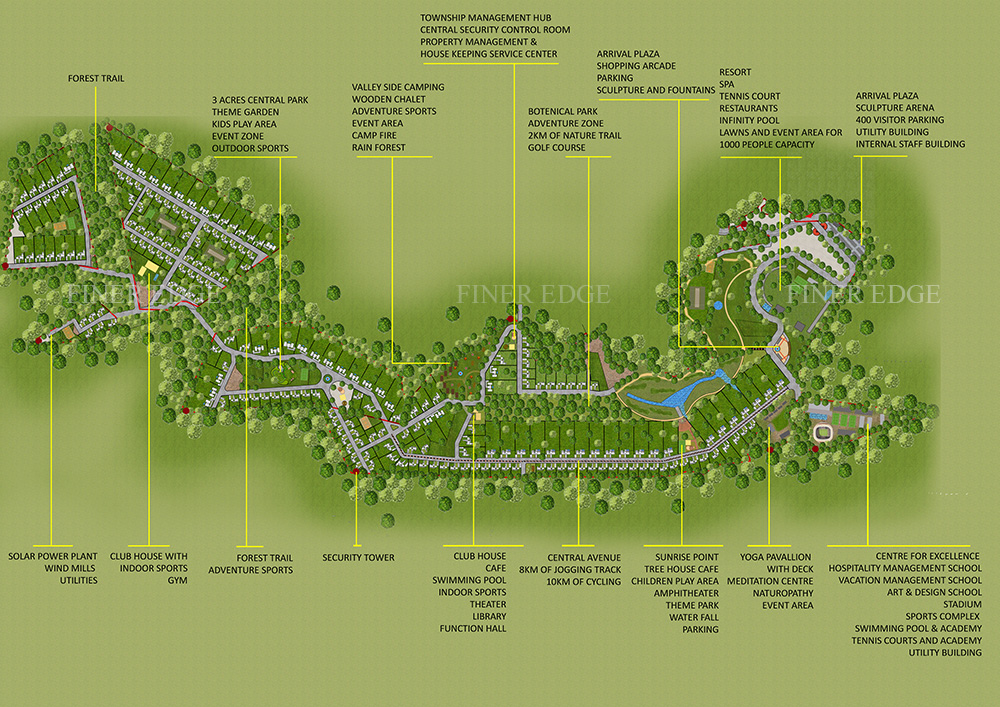 TOWNSHIP MANAGEMENT HUB
CENTRAL SECURITY CONTROL ROOM
PROPERTY MANAGEMENT &
HOUSE KEEPING SERVICE CENTER
FOREST TRAIL
3 ACRES CENTRAL PARK
THEME GARDEN
KIDS PLAY AREA
EVENT ZONE
OUTDOOR SPORTS
VALLEY SIDE CAMPING
WOODEN CHALET
ADVENTURE SPORTS
EVENT AREA
CAMP FIRE
RAIN FOREST
BOTENICAL PARK
ADVENTURE ZONE
2KM OF NATURE TRAIL
GOLF COURSE
ARRIVAL PLAZA
SHOPPING ARCADE
PARKING
SCULPTURE AND FOUNTAINS
RESORT
SPA
TENNIS COURT
RESTAURANTS
INFINITY POOL
LAWNS AND EVENT AREA FOR
1000 PEOPLE CAPACITY
ARRIVAL PLAZA
SCULPTURE ARENA
400 VISITOR PARKING
UTILITY BUILDING
INTERNAL STAFF BUILDING
FINER EDGE
FINER EDGE
FINER EDGE
SOLAR POWER PLANT
WIND MILLS
UTILITIES
CLUB HOUSE WITH
INDOOR SPORTS
GYM
FOREST TRAIL
ADVENTURE SPORTS
SECURITY TOWER
CLUB HOUSE
CAFE
SWIMMING POOL
INDOOR SPORTS
THEATER
LIBRARY
FUNCTION HALL
CENTRAL AVENUE
8KM OF JOGGING TRACK
10KM OF CYCLING
SUNRISE POINT
TREE HOUSE CAFE
CHILDREN PLAY AREA
AMPHITHEATER
THEME PARK
WATER FALL
PARKING
YOGA PAVALLION
WITH DECK
MEDITATION CENTRE
NATUROPATHY
EVENT AREA
CENTRE FOR EXCELLENCE
HOSPITALITY MANAGEMENT SCHOOL
VACATION MANAGEMENT SCHOOL
ART & DESIGN SCHOOL
STADIUM
SPORTS COMPLEX
SWIMMING POOL & ACADEMY
TENNIS COURTS AND ACADEMY
UTILITY BUILDING